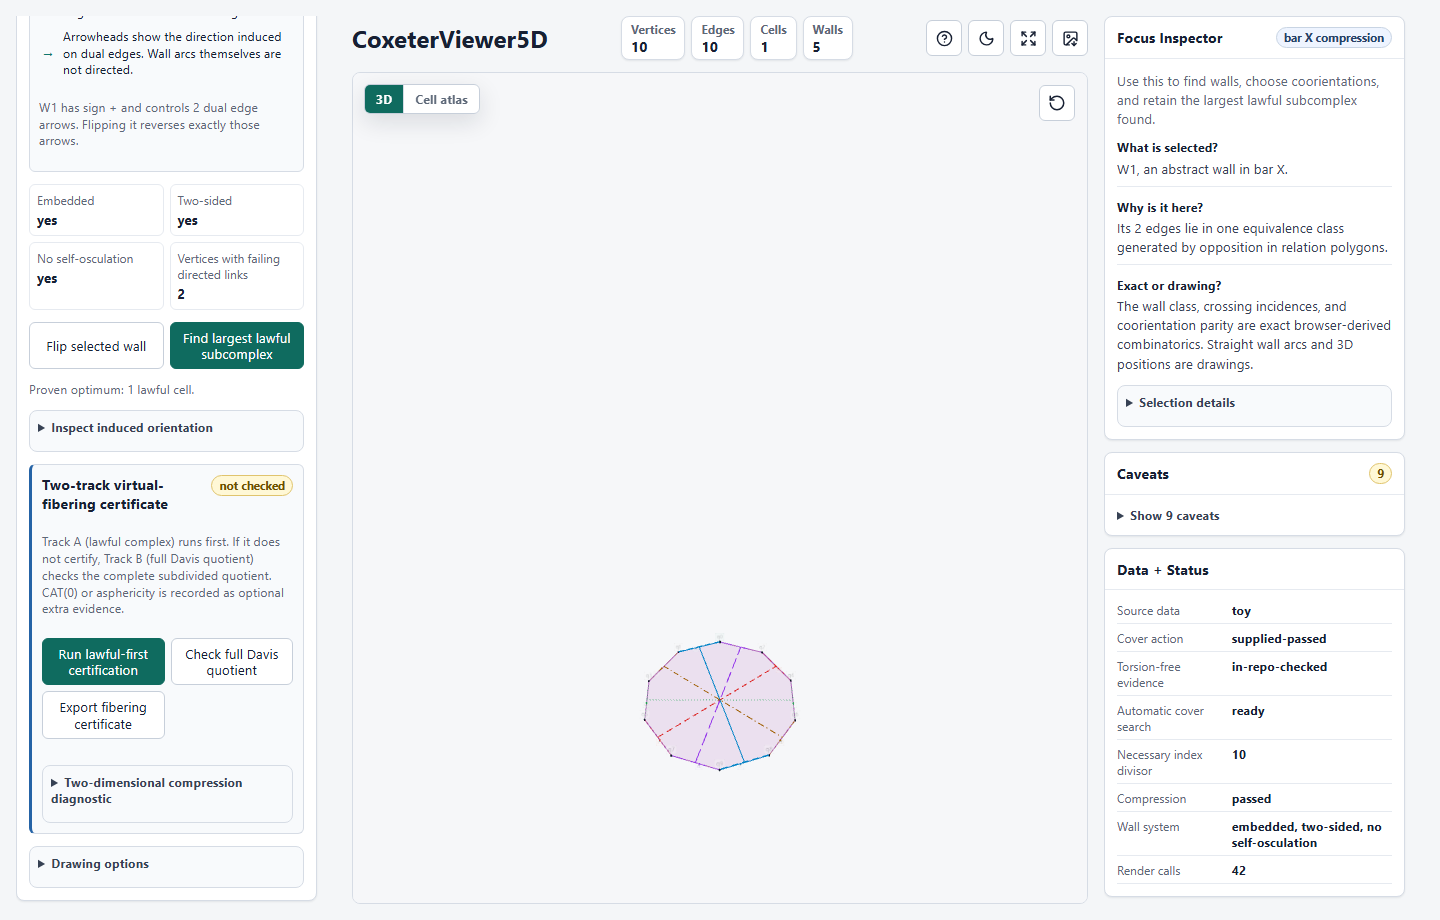 → Arrowheads show the direction induced
on dual edges. Wall arcs themselves are
not directed.
W1 has sign + and controls 2 dual edge
arrows. Flipping it reverses exactly those
arrows.
Embedded
yes
Two-sided
yes
No self-osculation
yes
Vertices with failing
directed links
2
Flip selected wall
Find largest lawful
subcomplex
Proven optimum: 1 lawful cell.
Inspect induced orientation
Two-track virtual-
fibering certificate
not checked
Track A (lawful complex) runs first. If it does
not certify, Track B (full Davis quotient)
checks the complete subdivided quotient.
CAT(0) or asphericity is recorded as optional
extra evidence.
Run lawful-first
certification
Check full Davis
quotient
Export fibering
certificate
Two-dimensional compression
diagnostic
Drawing options
CoxeterViewer5D
Vertices
10
Edges
10
Cells
1
Walls
5
3D
Cell atlas
Focus Inspector
bar X compression
Use this to find walls, choose coorientations,
and retain the largest lawful subcomplex
found.
What is selected?
W1, an abstract wall in bar X.
Why is it here?
Its 2 edges lie in one equivalence class
generated by opposition in relation polygons.
Exact or drawing?
The wall class, crossing incidences, and
coorientation parity are exact browser-derived
combinatorics. Straight wall arcs and 3D
positions are drawings.
Selection details
Caveats
9
Show 9 caveats
Data + Status
Source data toy
Cover action supplied-passed
Torsion-free
evidence
in-repo-checked
Automatic cover
search
ready
Necessary index
divisor
10
Compression passed
Wall system
embedded, two-sided, no
self-osculation
Render calls 42